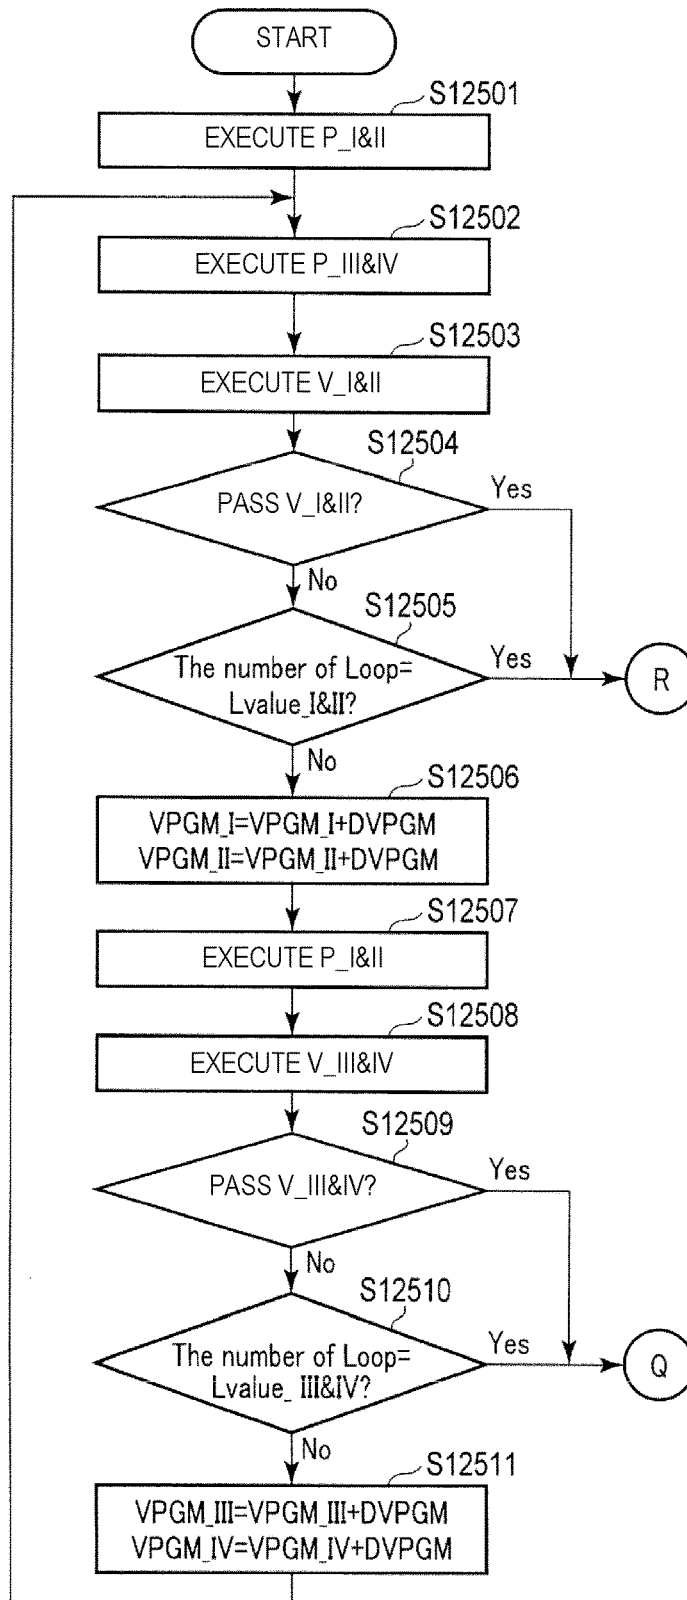 START
S12501
EXECUTE P_I&II
S12502
EXECUTE P_III&IV
S12503
EXECUTE V_I&II
S12504
PASS V_I&II?
Yes
No
S12505
The number of Loop=
Lvalue_I&II?
Yes
R
No
S12506
VPGM_I=VPGM_I+DVPGM
VPGM_II=VPGM_II+DVPGM
S12507
EXECUTE P_I&II
S12508
EXECUTE V_III&IV
S12509
PASS V_III&IV?
Yes
No
S12510
The number of Loop=
Lvalue_ III&IV?
Yes
Q
No
S12511
VPGM_III=VPGM_III+DVPGM
VPGM_IV=VPGM_IV+DVPGM